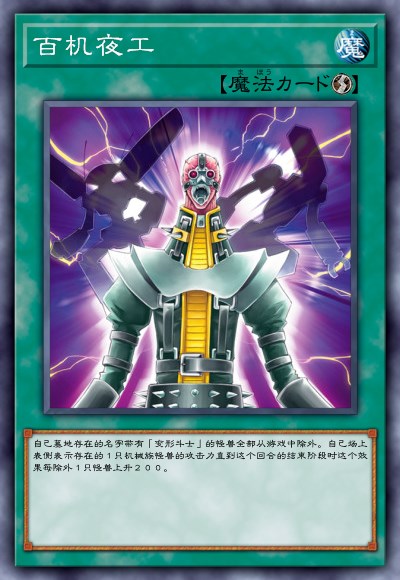 百机夜工
魔
【魔法カード】
まほう
自己墓地存在的名字带有「变形斗士」的怪兽全部从游戏中除外。自己场上
表侧表示存在的１只机械族怪兽的攻击力直到这个回合的结束阶段时这个效
果每除外１只怪兽上升２００。